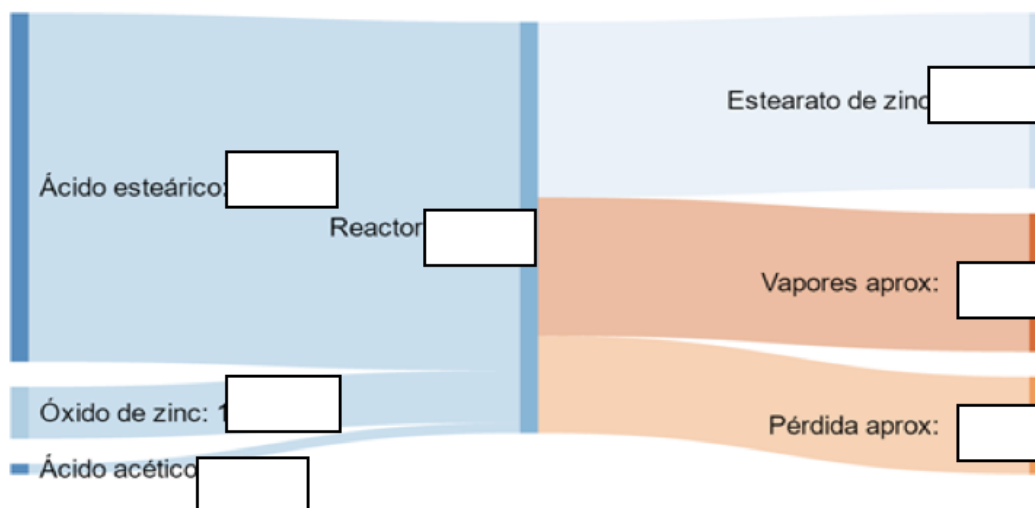 Estearato de zinc
Ácido esteárico:
Reactor
Vapores aprox:
Óxido de zinc: 1
Pérdida aprox:
Ácido acético